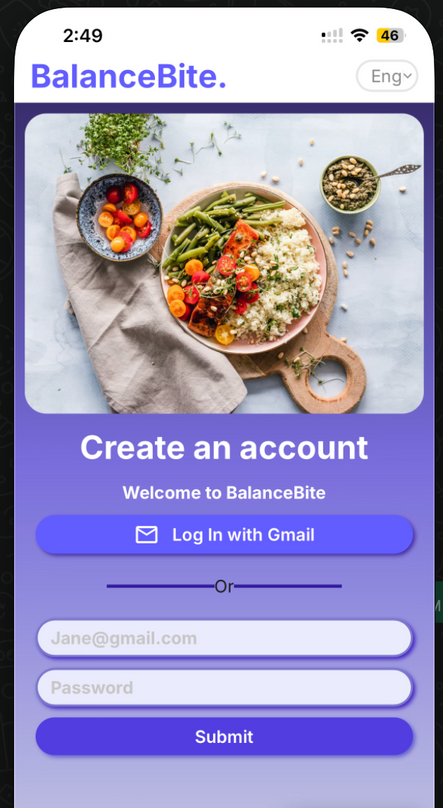 2:49
46
BalanceBite.
Eng
Create an account
Welcome to BalanceBite
Log In with Gmail
Or
Jane@gmail.com
Password
Submit